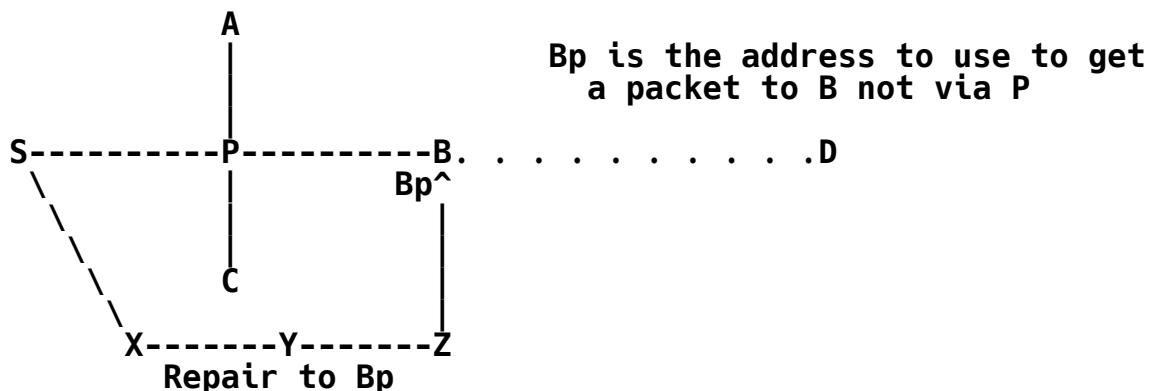 A
Bp is the address to use to get
a packet to B not via P
S----------P----------B. . . . . . . . . .D
Bp^
C
X-------Y-------Z
Repair to Bp